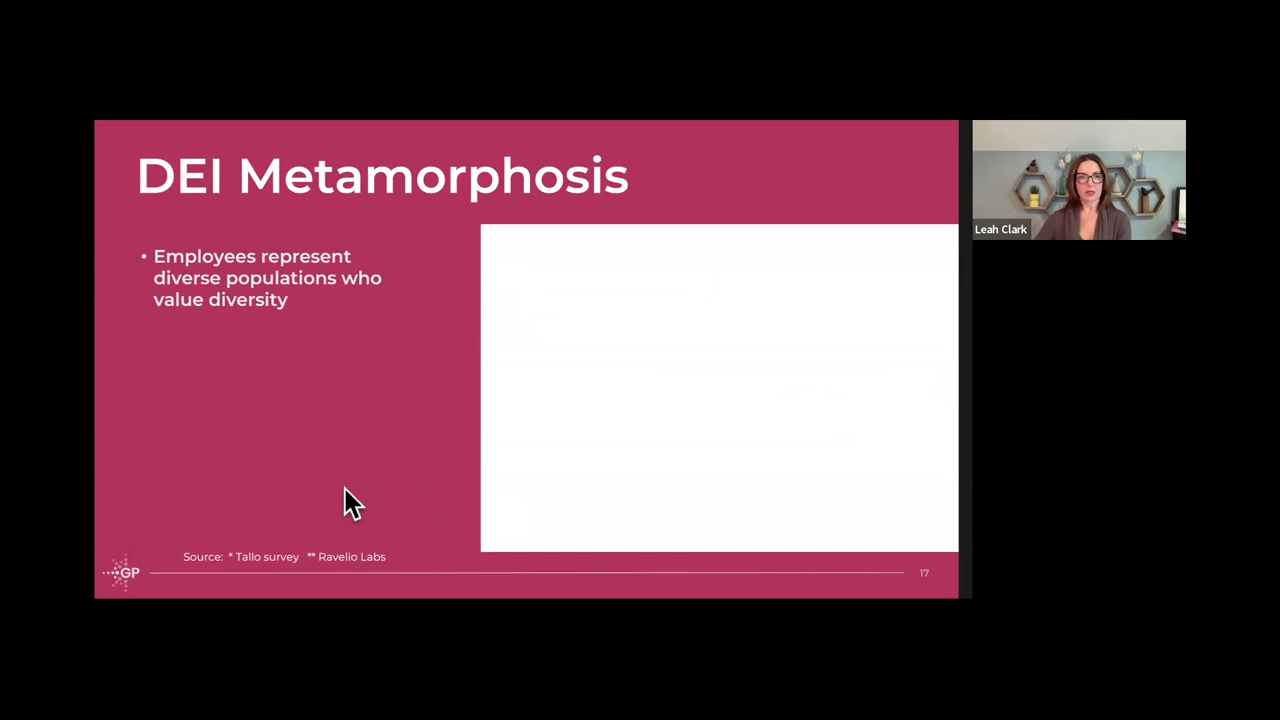 DEI Metamorphosis
• Employees represent
diverse populations who
value diversity
Source: * Tallo survey ** Ravelio Labs
GP
17
Leah Clark